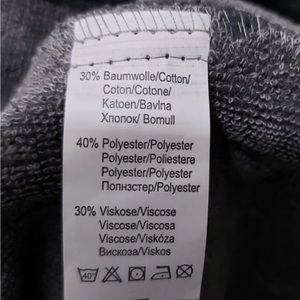 30% Baumwolle/Cotton/
Coton/Cotone/
Katoen/Bavlna
Хлопок/ Bomull
40% Polyester/Polyester
Polyester/Poliestere
Polyester/Polyester
Полиэстер/Polyester
30% Viskose/Viscose
Viscose/Viscosa
Viscose/Viskóza
Вискоза/Viskos
40°